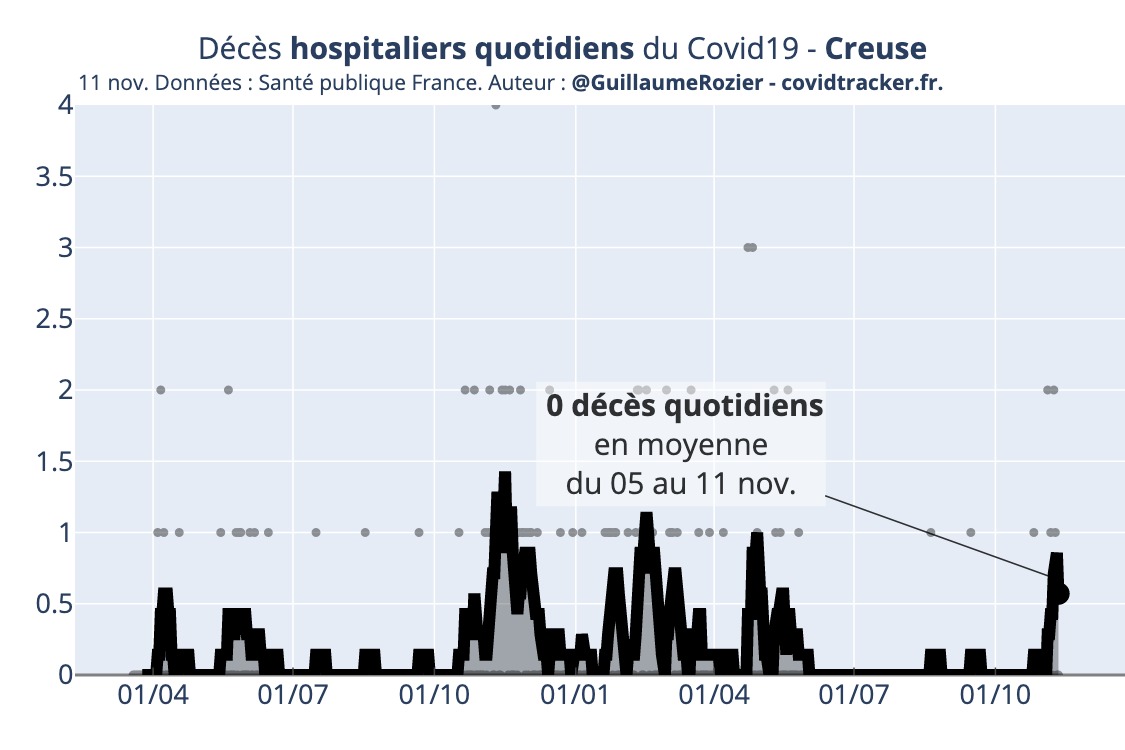 Décès hospitaliers quotidiens du Covid19 - Creuse
11 nov. Données : Santé publique France. Auteur : @GuillaumeRozier - covidtracker.fr.
4
3.5
3
2.5
2
1.5
1
0.5
0
0 décès quotidiens
en moyenne
du 05 au 11 nov.
01/04 01/07 01/10 01/01 01/04 01/07 01/10